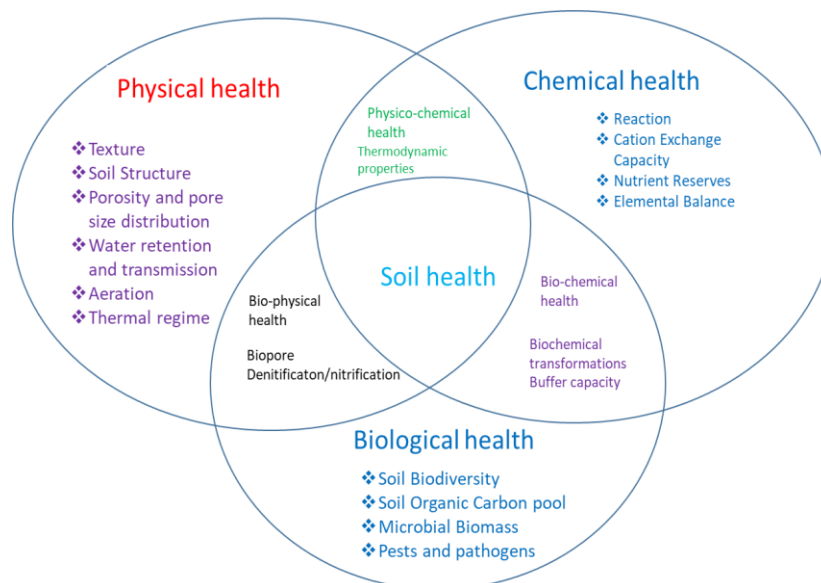 Physical health
❖ Texture
❖ Soil Structure
❖ Porosity and pore
size distribution
❖ Water retention
and transmission
❖ Aeration
❖ Thermal regime
Physico-chemical
health
Thermodynamic
properties
Chemical health
❖ Reaction
❖ Cation Exchange
Capacity
❖ Nutrient Reserves
❖ Elemental Balance
Soil health
Bio-physical
health
Biopore
Denitificaton/nitrification
Bio-chemical
health
Biochemical
transformations
Buffer capacity
Biological health
❖ Soil Biodiversity
❖ Soil Organic Carbon pool
❖ Microbial Biomass
❖ Pests and pathogens